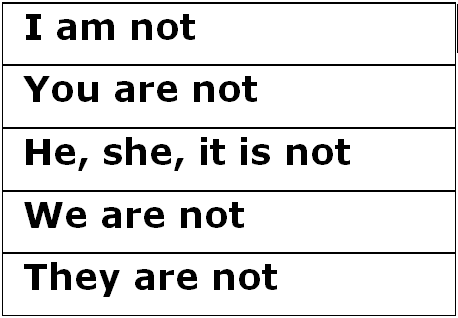 I am not
You are not
He, she, it is not
We are not
They are not